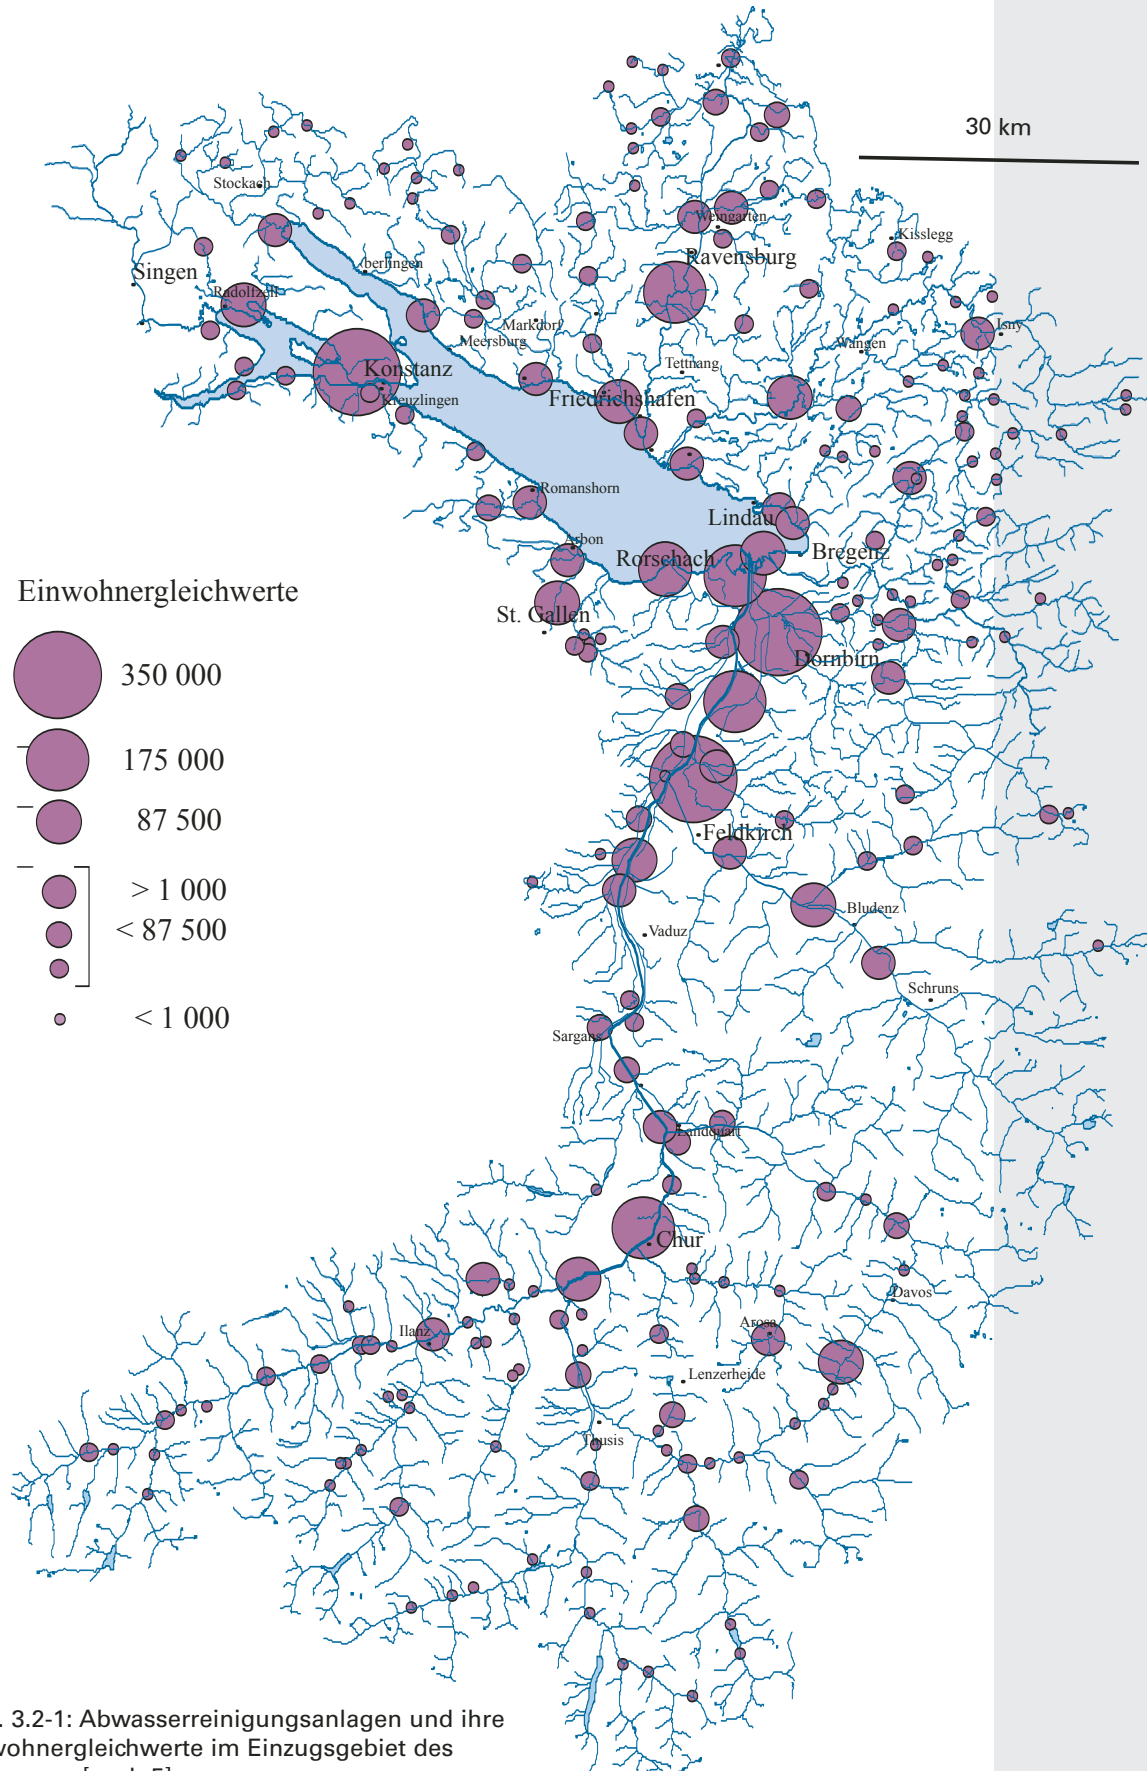 30 km
Stockach
Weingarten
Kisslegg
berlingen
Ravensburg
Singen
Radolfzell
Markdorf
Isny
Meersburg
Wangen
Tettnang
Konstanz
Friedrichshafen
Kreuzlingen
Romanshorn
Lindau
Arbon
Rorschach
Bregenz
Einwohnergleichwerte
St. Gallen
350 000
Dornbirn
175 000
87 500
Feldkirch
> 1 000
Bludenz
< 87 500
Vaduz
Schruns
< 1 000
Sargans
Landquart
Chur
Davos
Arosa
Ilanz
Lenzerheide
Thusis
. 3.2-1: Abwasserreinigungsanlagen und ihre
wohnergleichwerte im Einzugsgebiet des